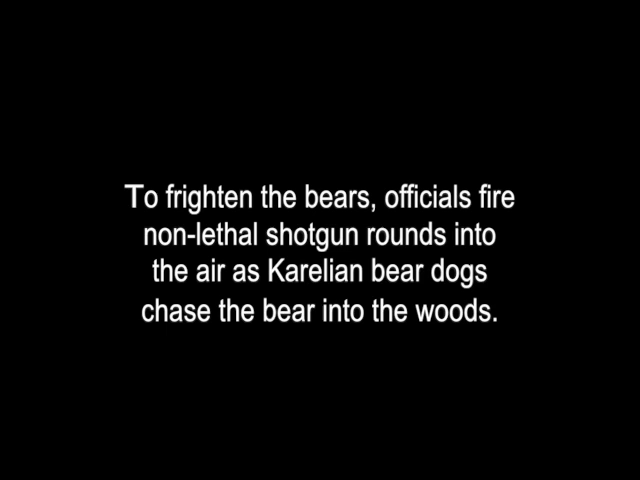 To frighten the bears, officials fire
non-lethal shotgun rounds into
the air as Karelian bear dogs
chase the bear into the woods.